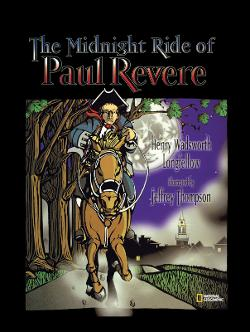 The Midnight Ride of
Paul Revere
Henry Wadsworth
Longfellow
illustrated by
Jeffrey Thompson
NATIONAL
GEOGRAPHIC